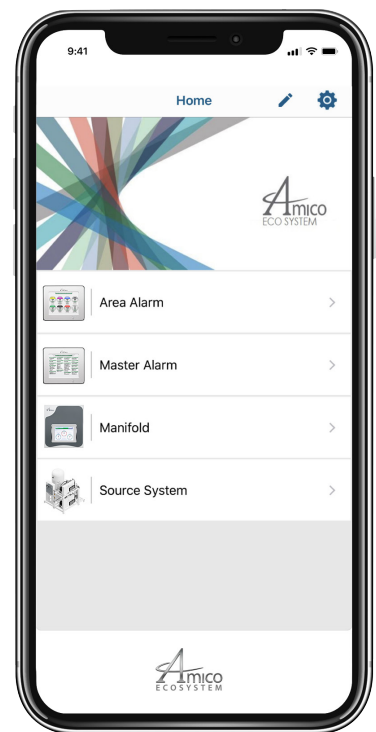 9:41
Home
Amico
ECO SYSTEM
Area Alarm
Master Alarm
Manifold
Source System
Amico
ECOSYSTEM